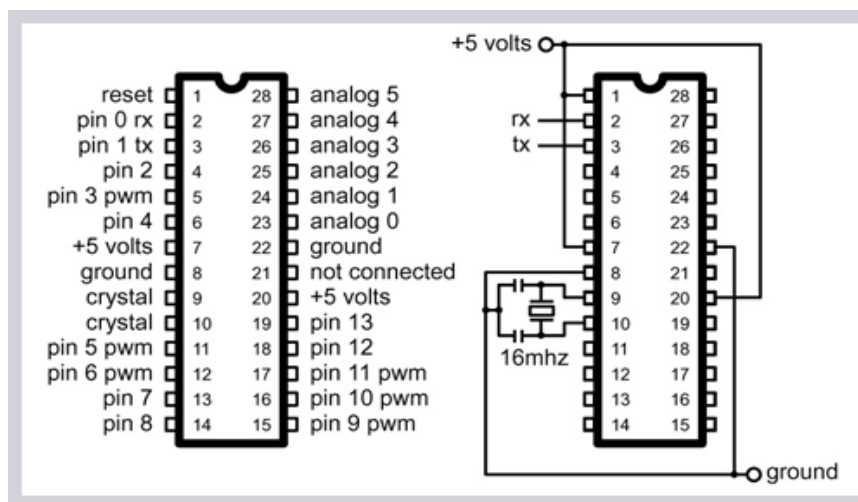 +5 volts
reset 1 28 analog 5
pin 0 rx 2 27 analog 4
pin 1 tx 3 26 analog 3
pin 2 4 25 analog 2
pin 3 pwm 5 24 analog 1
pin 4 6 23 analog 0
+5 volts 7 22 ground
ground 8 21 not connected
crystal 9 20 +5 volts
crystal 10 19 pin 13
pin 5 pwm 11 18 pin 12
pin 6 pwm 12 17 pin 11 pwm
pin 7 13 16 pin 10 pwm
pin 8 14 15 pin 9 pwm
1 28
rx 2 27
tx 3 26
4 25
5 24
6 23
7 22
8 21
9 20
10 19
16mhz
11 18
12 17
13 16
14 15
ground